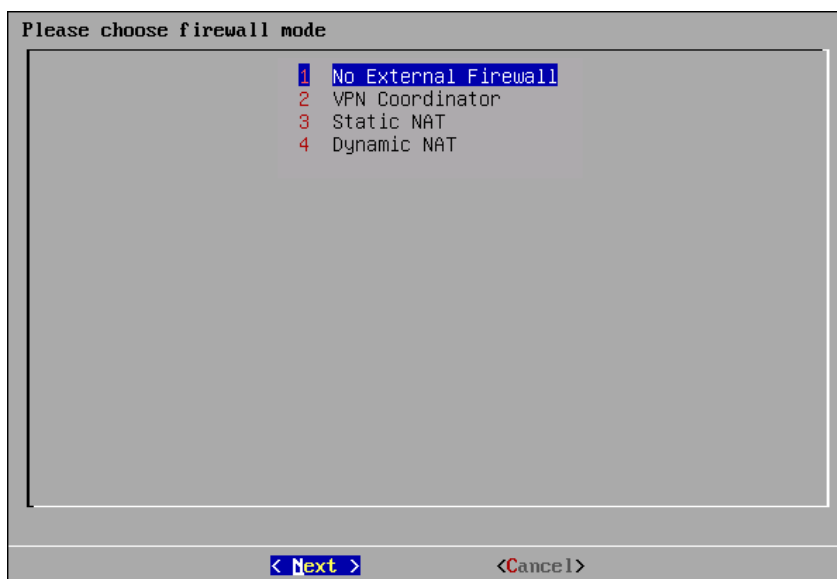 Please choose firewall mode
1 No External Firewall
2 VPN Coordinator
3 Static NAT
4 Dynamic NAT
< Next > <Cancel>